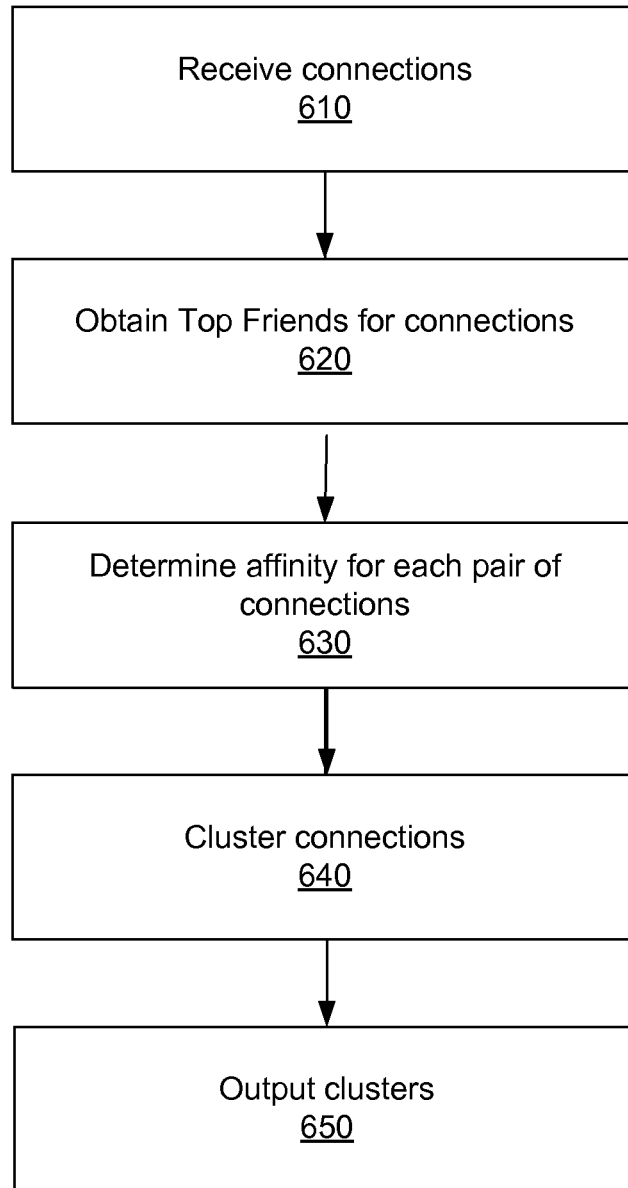 Receive connections
610
Obtain Top Friends for connections
620
Determine affinity for each pair of
connections
630
Cluster connections
640
Output clusters
650